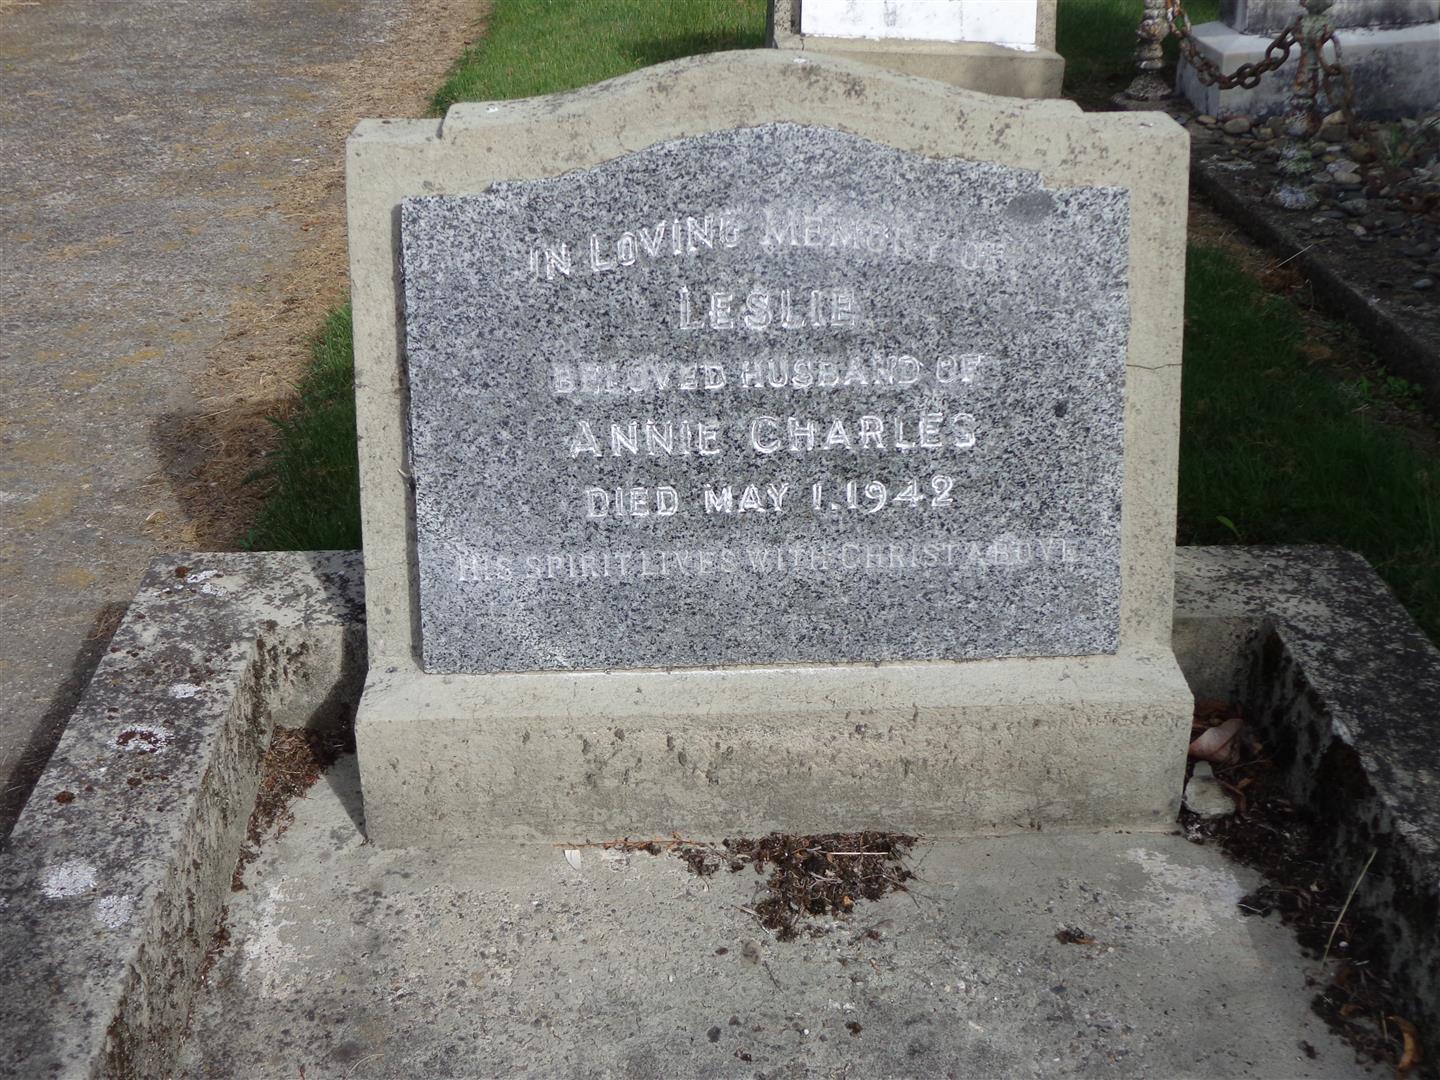 IN LOVING MEMORY OF
LESLIE
BELOVED HUSBAND OF
ANNIE CHARLES
DIED MAY 1. 1942
HIS SPIRIT LIVES WITH CHRIST ABOVE